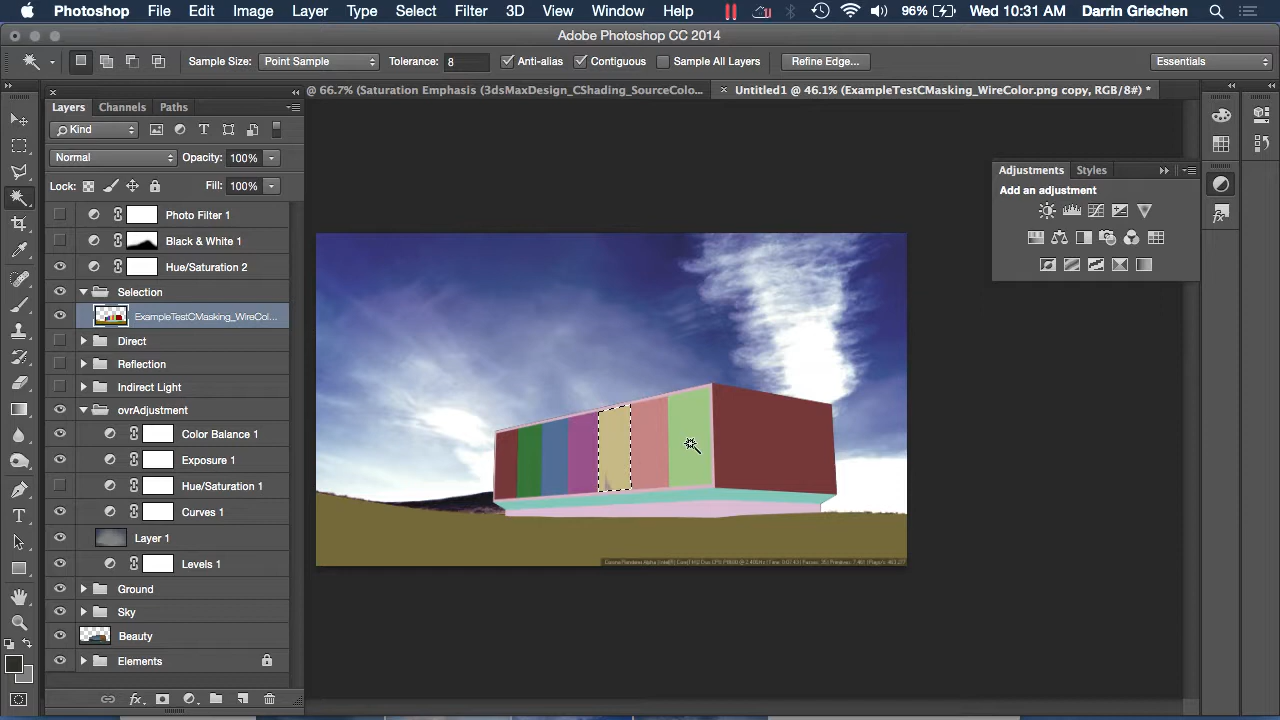 Photoshop File Edit Image Layer Type Select Filter 3D View Window Help 96% Wed 10:31 AM Darrin Griechen
Adobe Photoshop CC 2014
Sample Size: Point Sample Tolerance: 8 Anti-alias Contiguous Sample All Layers Refine Edge... Essentials
@ 66.7% (Saturation Emphasis (3dsMaxDesign_CShading_SourceColo... Untitled1 @ 46.1% (ExampleTestCMasking_WireColor.png copy, RGB/8#) *
Layers Channels Paths
Kind
Normal Opacity: 100%
Lock: Fill: 100%
Adjustments Styles
Add an adjustment
Photo Filter 1
Black & White 1
Hue/Saturation 2
Selection
ExampleTestCMasking_WireCol...
Direct
Reflection
Indirect Light
ovrAdjustment
Color Balance 1
Exposure 1
Hue/Saturation 1
Curves 1
Layer 1
Levels 1
Ground
Sky
Beauty
Elements